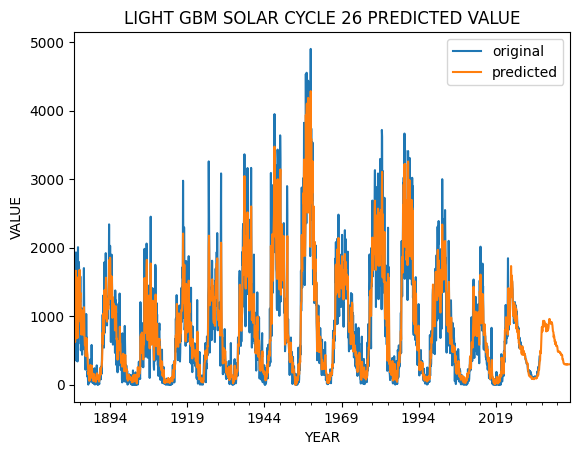 LIGHT GBM SOLAR CYCLE 26 PREDICTED VALUE
original
predicted
5000
4000
3000
2000
1000
0
VALUE
1894 1919 1944 1969 1994 2019
YEAR